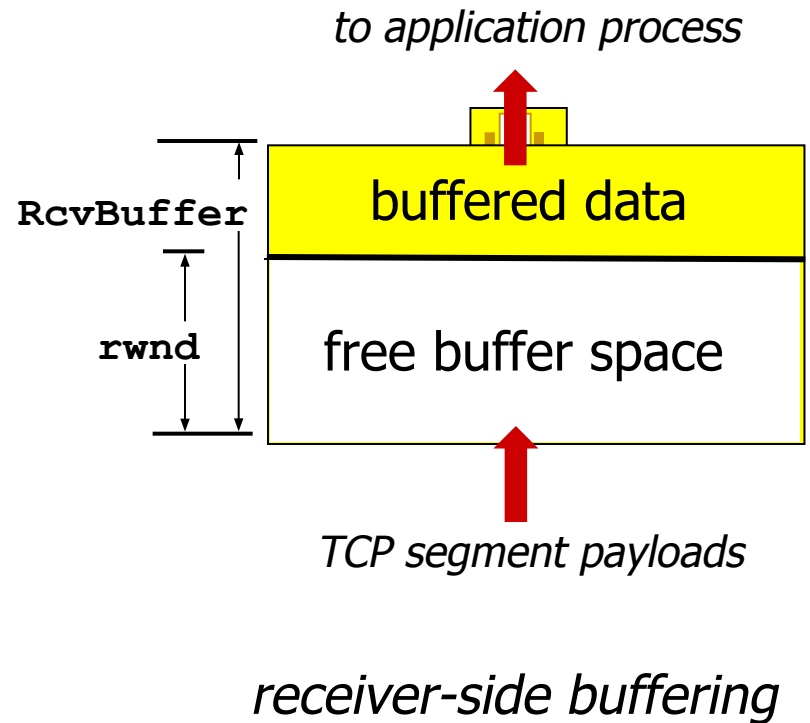 to application process
RcvBuffer
buffered data
rwnd
free buffer space
TCP segment payloads
receiver-side buffering